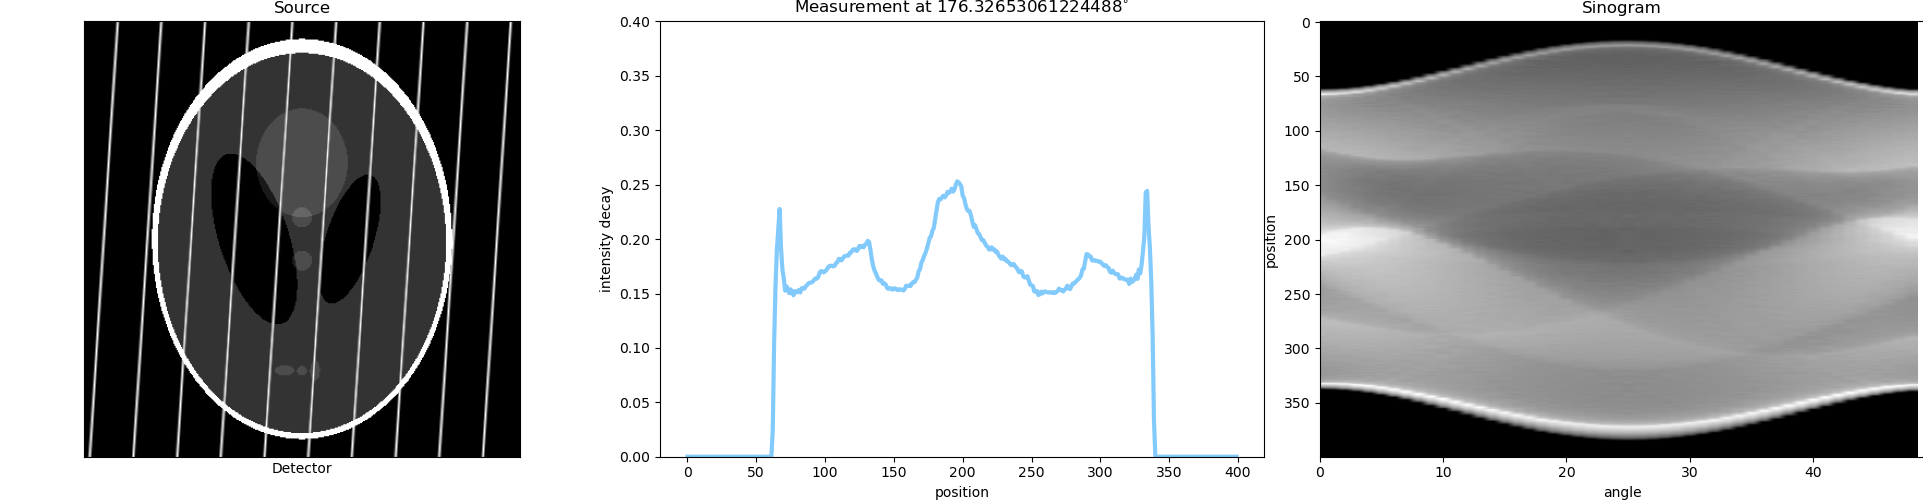 Source
Detector
Measurement at 176.32653061224488°
0.40
0.35
0.30
0.25
0.20
0.15
0.10
0.05
0.00
intensity decay
0 50 100 150 200 250 300 350 400
position
Sinogram
0
50
100
150
200
250
300
350
position
0 10 20 30 40
angle